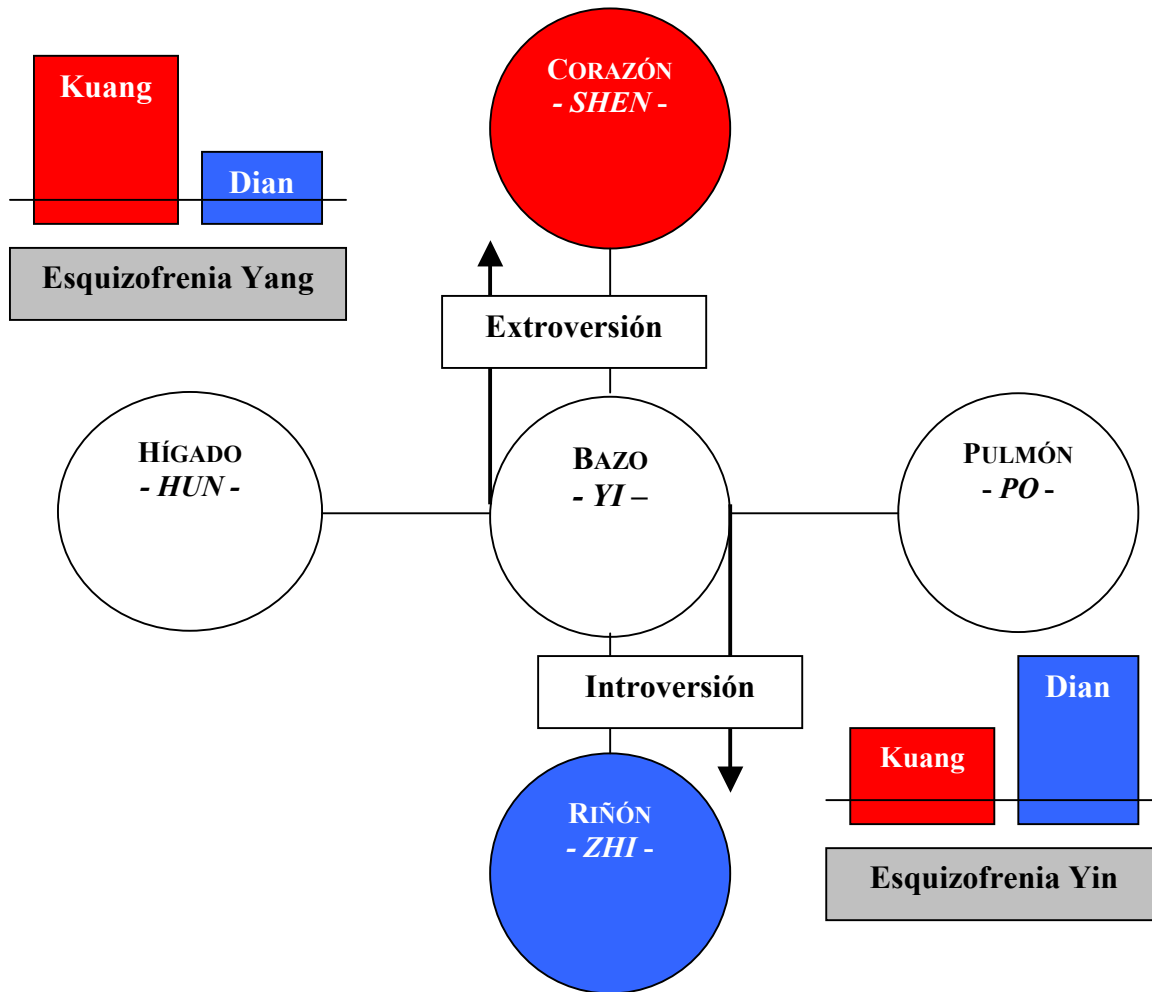 CORAZÓN
- SHEN -
Kuang
Dian
Esquizofrenia Yang
Extroversión
HÍGADO
- HUN -
BAZO
- YI –
PULMÓN
- PO -
Introversión
Dian
Kuang
RIÑÓN
- ZHI -
Esquizofrenia Yin